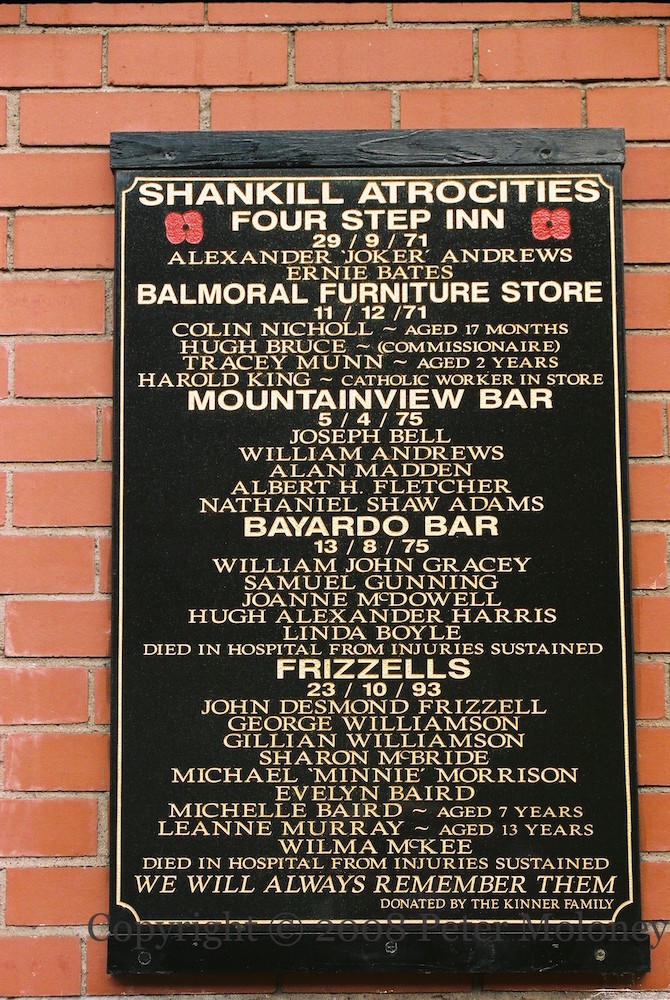 SHANKILL ATROCITIES
FOUR STEP INN
29 / 9 / 71
ALEXANDER 'JOKER' ANDREWS
ERNIE BATES
BALMORAL FURNITURE STORE
11 / 12 /71
COLIN NICHOLL ~ AGED 17 MONTHS
HUGH BRUCE ~ (COMMISSIONAIRE)
TRACEY MUNN ~ AGED 2 YEARS
HAROLD KING ~ CATHOLIC WORKER IN STORE
MOUNTAINVIEW BAR
5 / 4 / 75
JOSEPH BELL
WILLIAM ANDREWS
ALAN MADDEN
ALBERT H. FLETCHER
NATHANIEL SHAW ADAMS
BAYARDO BAR
13 / 8 / 75
WILLIAM JOHN GRACEY
SAMUEL GUNNING
JOANNE McDOWELL
HUGH ALEXANDER HARRIS
LINDA BOYLE
DIED IN HOSPITAL FROM INJURIES SUSTAINED
FRIZZELLS
23 / 10 / 93
JOHN DESMOND FRIZZELL
GEORGE WILLIAMSON
GILLIAN WILLIAMSON
SHARON McBRIDE
MICHAEL 'MINNIE' MORRISON
EVELYN BAIRD
MICHELLE BAIRD ~ AGED 7 YEARS
LEANNE MURRAY ~ AGED 13 YEARS
WILMA McKEE
DIED IN HOSPITAL FROM INJURIES SUSTAINED
WE WILL ALWAYS REMEMBER THEM
DONATED BY THE KINNER FAMILY
Copyright © 2008 Peter Moloney